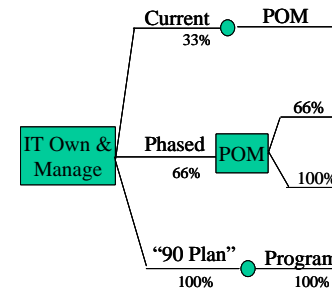 Current
POM
33%
66%
IT Own &
Manage
Phased
POM
66%
100%
“90 Plan”
Program
100%
100%